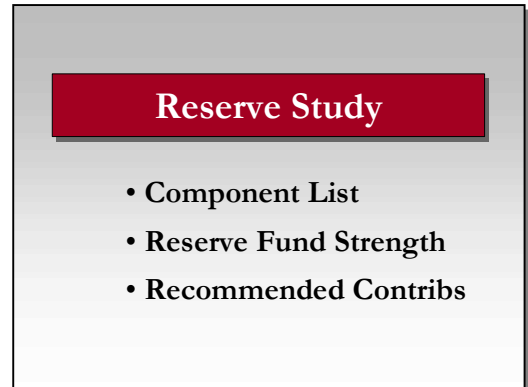 Reserve Study
• Component List
• Reserve Fund Strength
• Recommended Contribs